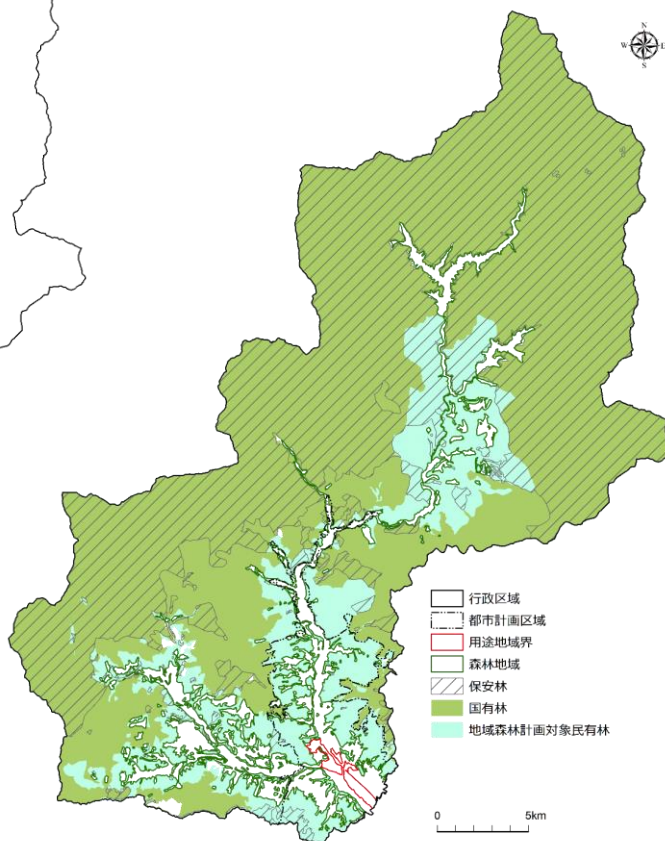 N
W E
S
行政区域
都市計画区域
用途地域界
森林地域
保安林
国有林
地域森林計画対象民有林
0 5km